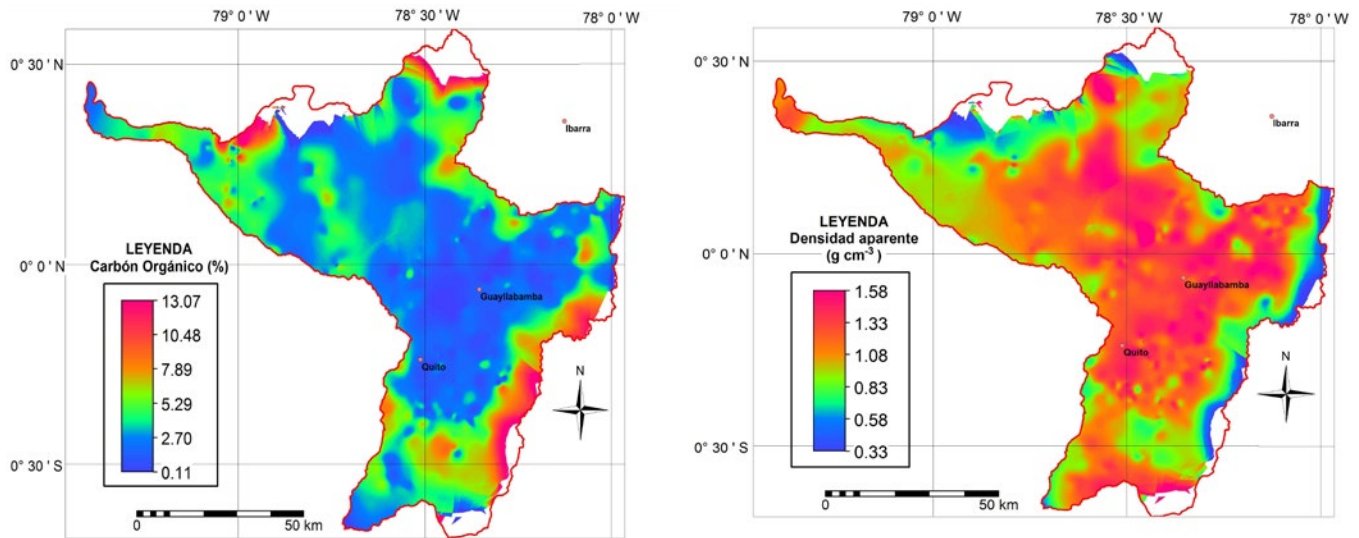 79° 0 ' W
78° 30 ' W
78° 0 ' W
0° 30 ' N
Ibarra
LEYENDA
Carbón Orgánico (%)
13.07
10.48
7.89
5.29
2.70
0.11
0° 0 ' N
Guayllabamba
Quito
N
0° 30 ' S
0
50 km
79° 0 ' W
78° 30 ' W
78° 0 ' W
0° 30 ' N
Ibarra
LEYENDA
Densidad aparente
(g cm⁻³ )
1.58
1.33
1.08
0.83
0.58
0.33
0° 0 ' N
Guayllabamba
Quito
N
0° 30 ' S
0
50 km